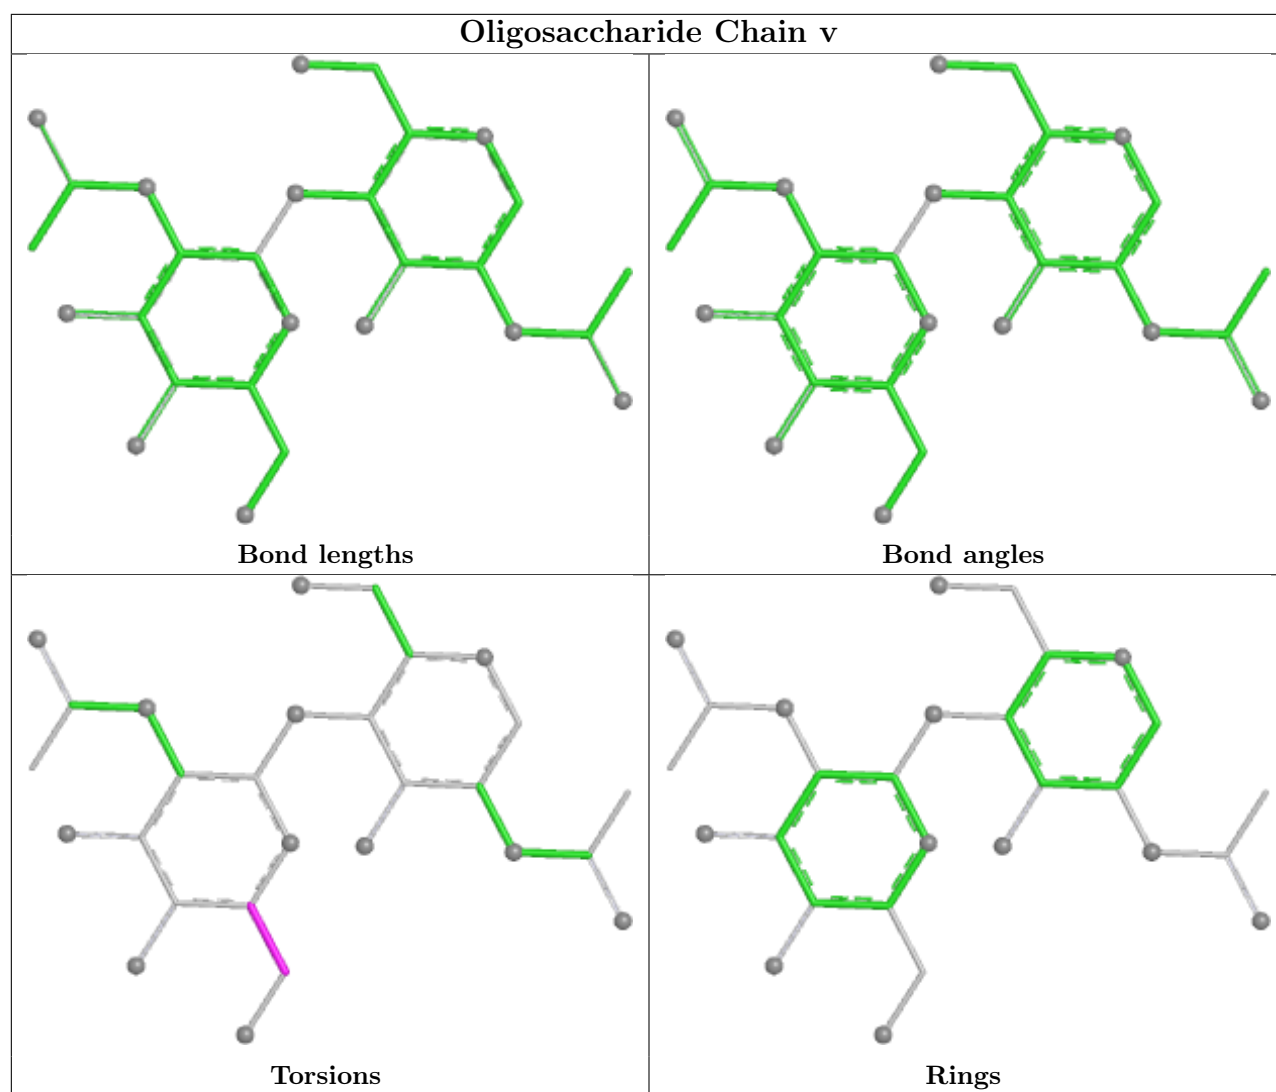 Oligosaccharide Chain v
Bond lengths
Bond angles
Torsions
Rings